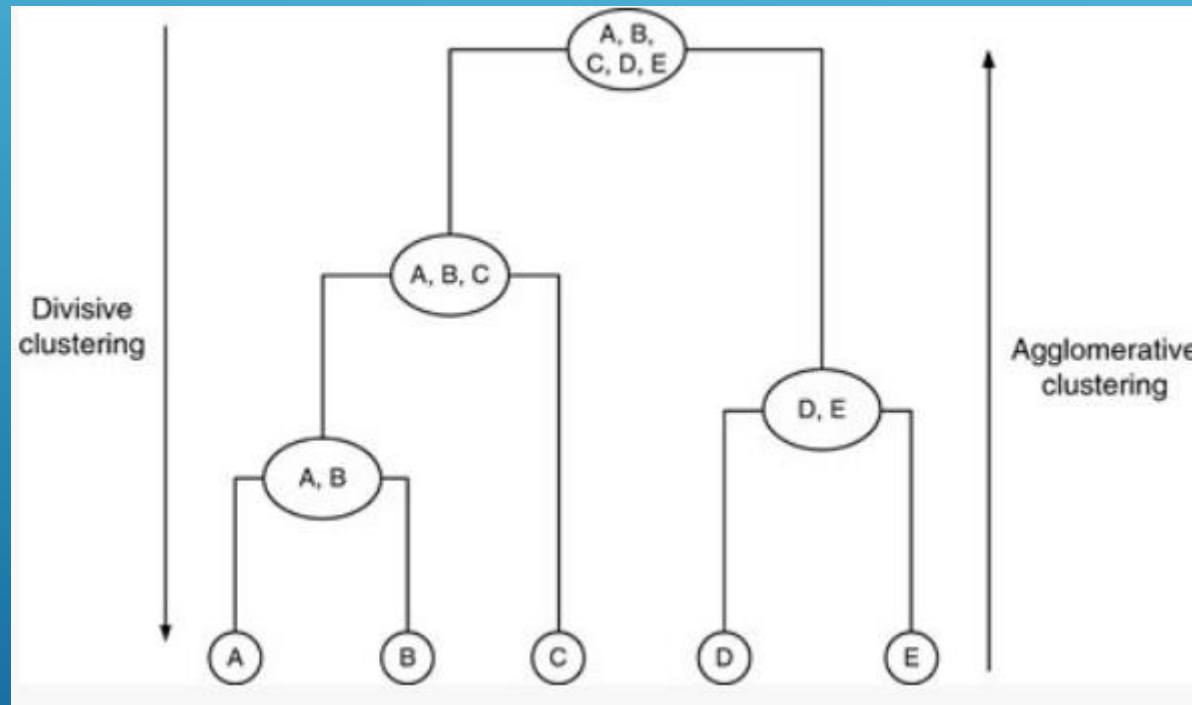 A, B,
C, D, E
A, B, C
Divisive
clustering
Agglomerative
clustering
D, E
A, B
A
B
C
D
E